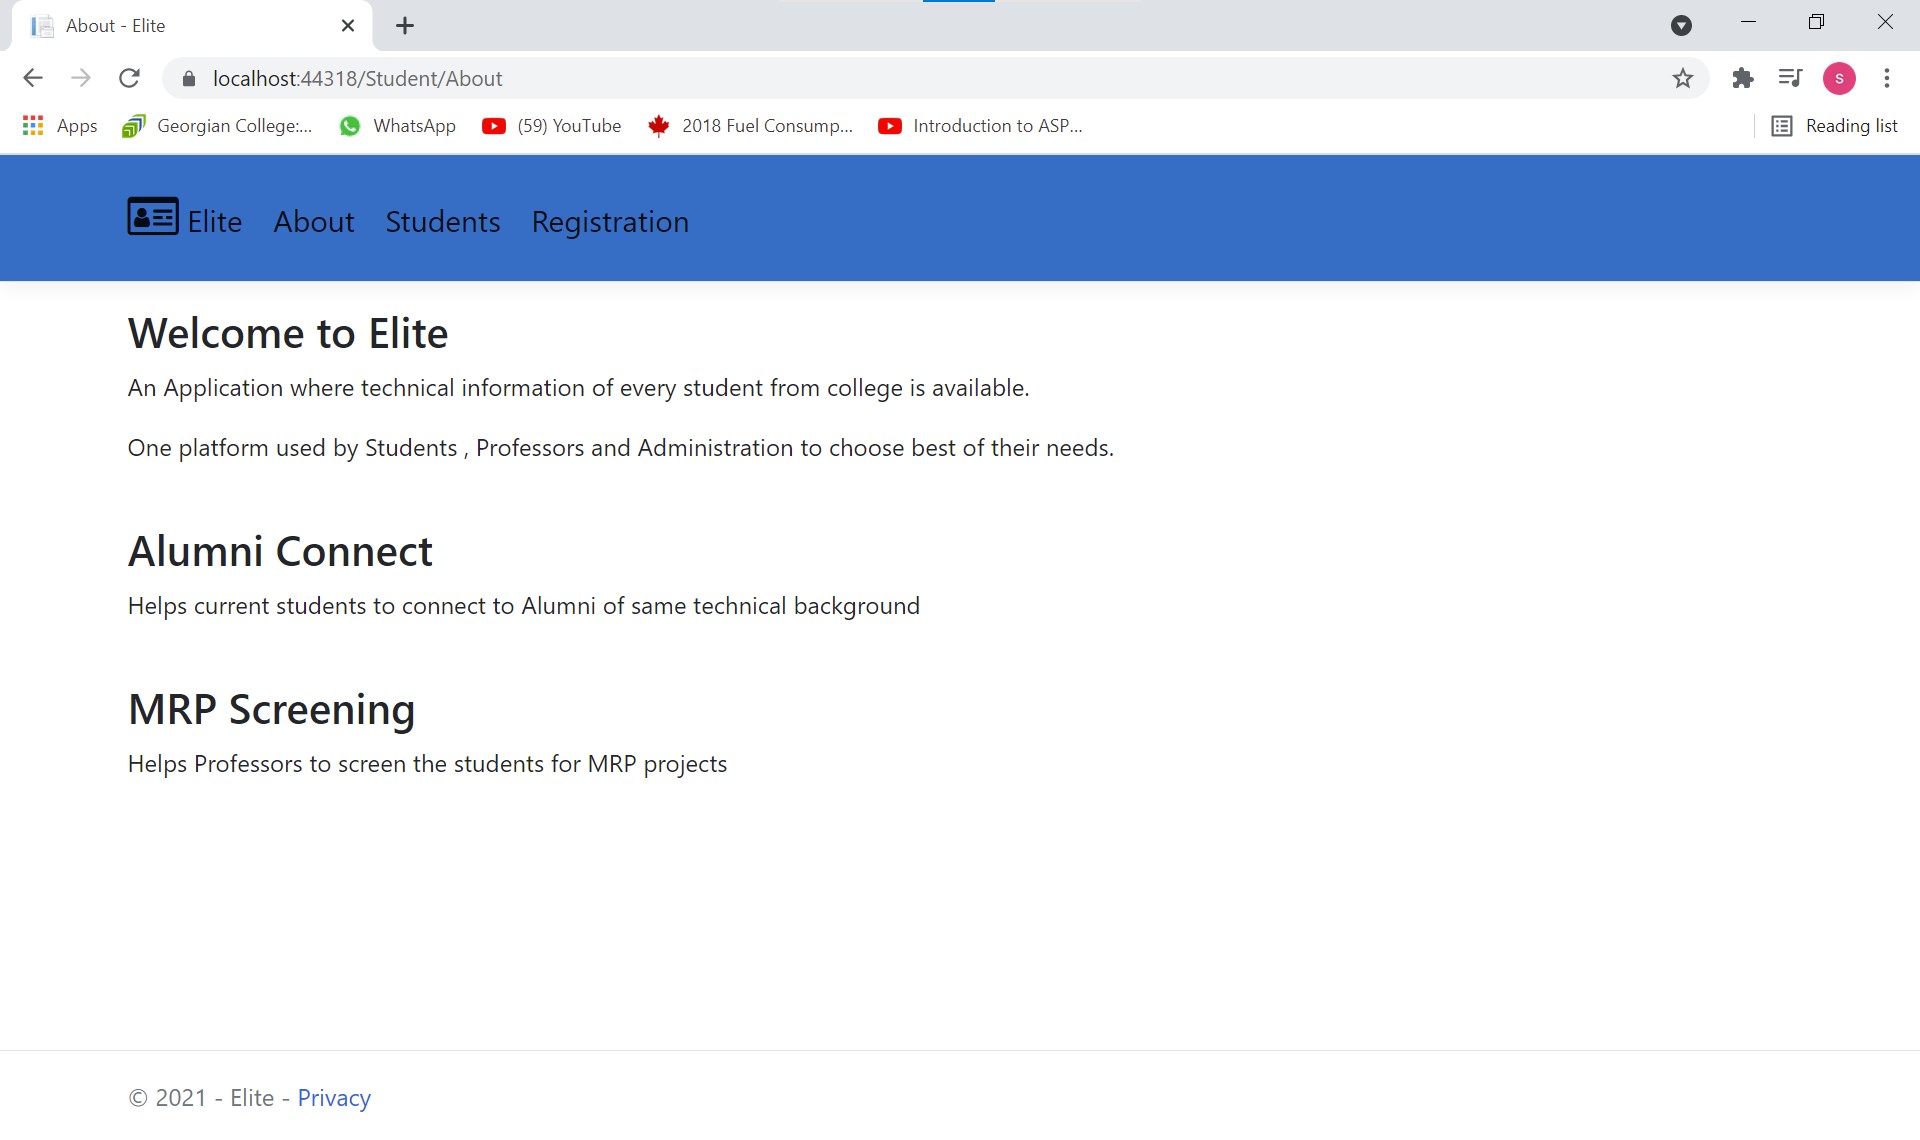 About - Elite
localhost:44318/Student/About
S
Apps Georgian College:... WhatsApp (59) YouTube 2018 Fuel Consump... Introduction to ASP... Reading list
Elite About Students Registration
Welcome to Elite
An Application where technical information of every student from college is available.
One platform used by Students , Professors and Administration to choose best of their needs.
Alumni Connect
Helps current students to connect to Alumni of same technical background
MRP Screening
Helps Professors to screen the students for MRP projects
© 2021 - Elite - Privacy